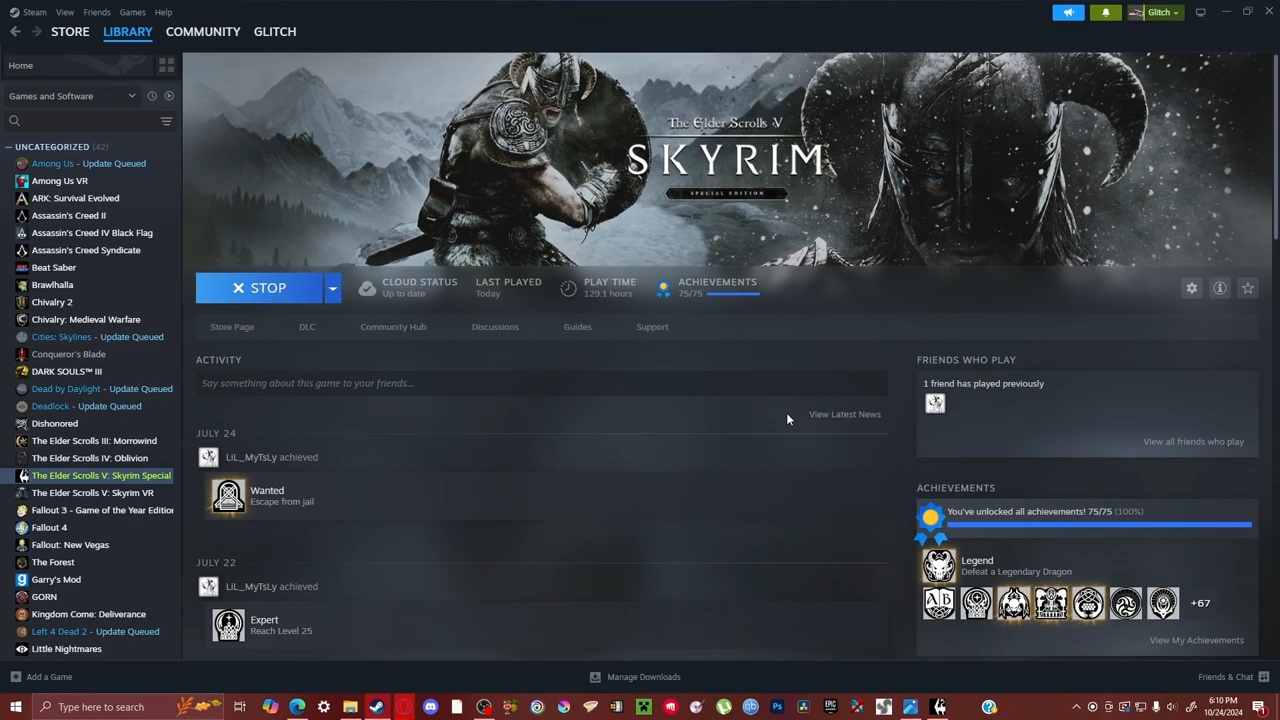 Steam View Friends Games Help
Glitch
STORE LIBRARY COMMUNITY GLITCH
Home
Games and Software
UNCATEGORIZED (42)
Among Us - Update Queued
Among Us VR
ARK: Survival Evolved
Assassin's Creed II
Assassin's Creed IV Black Flag
Assassin's Creed Syndicate
Beat Saber
Brawlhalla
Chivalry 2
Chivalry: Medieval Warfare
Cities: Skylines - Update Queued
Conqueror's Blade
DARK SOULS™ III
Dead by Daylight - Update Queued
Deadlock - Update Queued
Dishonored
The Elder Scrolls III: Morrowind
The Elder Scrolls IV: Oblivion
The Elder Scrolls V: Skyrim Special
The Elder Scrolls V: Skyrim VR
Fallout 3 - Game of the Year Edition
Fallout 4
Fallout: New Vegas
The Forest
Garry's Mod
GORN
Kingdom Come: Deliverance
Left 4 Dead 2 - Update Queued
Little Nightmares
The Elder Scrolls V
SKYRIM
SPECIAL EDITION
STOP
CLOUD STATUS
Up to date
LAST PLAYED
Today
PLAY TIME
129.1 hours
ACHIEVEMENTS
75/75
Store Page DLC Community Hub Discussions Guides Support
ACTIVITY
Say something about this game to your friends...
View Latest News
JULY 24
LiL_MyTsLy achieved
Wanted
Escape from jail
JULY 22
LiL_MyTsLy achieved
Expert
Reach Level 25
FRIENDS WHO PLAY
1 friend has played previously
View all friends who play
ACHIEVEMENTS
You've unlocked all achievements! 75/75 (100%)
Legend
Defeat a Legendary Dragon
+67
View My Achievements
Add a Game
Manage Downloads
Friends & Chat
Type here to search
6:10 PM
10/24/2024